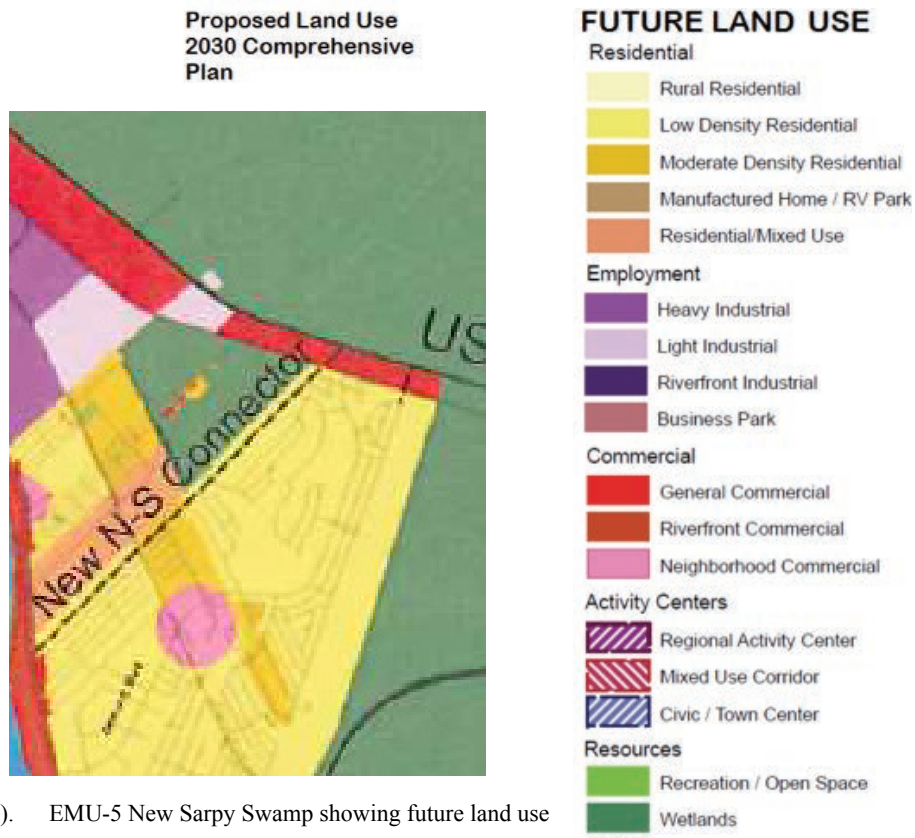 Proposed Land Use
2030 Comprehensive
Plan
FUTURE LAND USE
Residential
Rural Residential
Low Density Residential
Moderate Density Residential
Manufactured Home / RV Park
Residential/Mixed Use
Employment
Heavy Industrial
Light Industrial
Riverfront Industrial
Business Park
Commercial
General Commercial
Riverfront Commercial
Neighborhood Commercial
Activity Centers
Regional Activity Center
Mixed Use Corridor
Civic / Town Center
Resources
Recreation / Open Space
Wetlands
US
New N-S Connector
). EMU-5 New Sarpy Swamp showing future land use